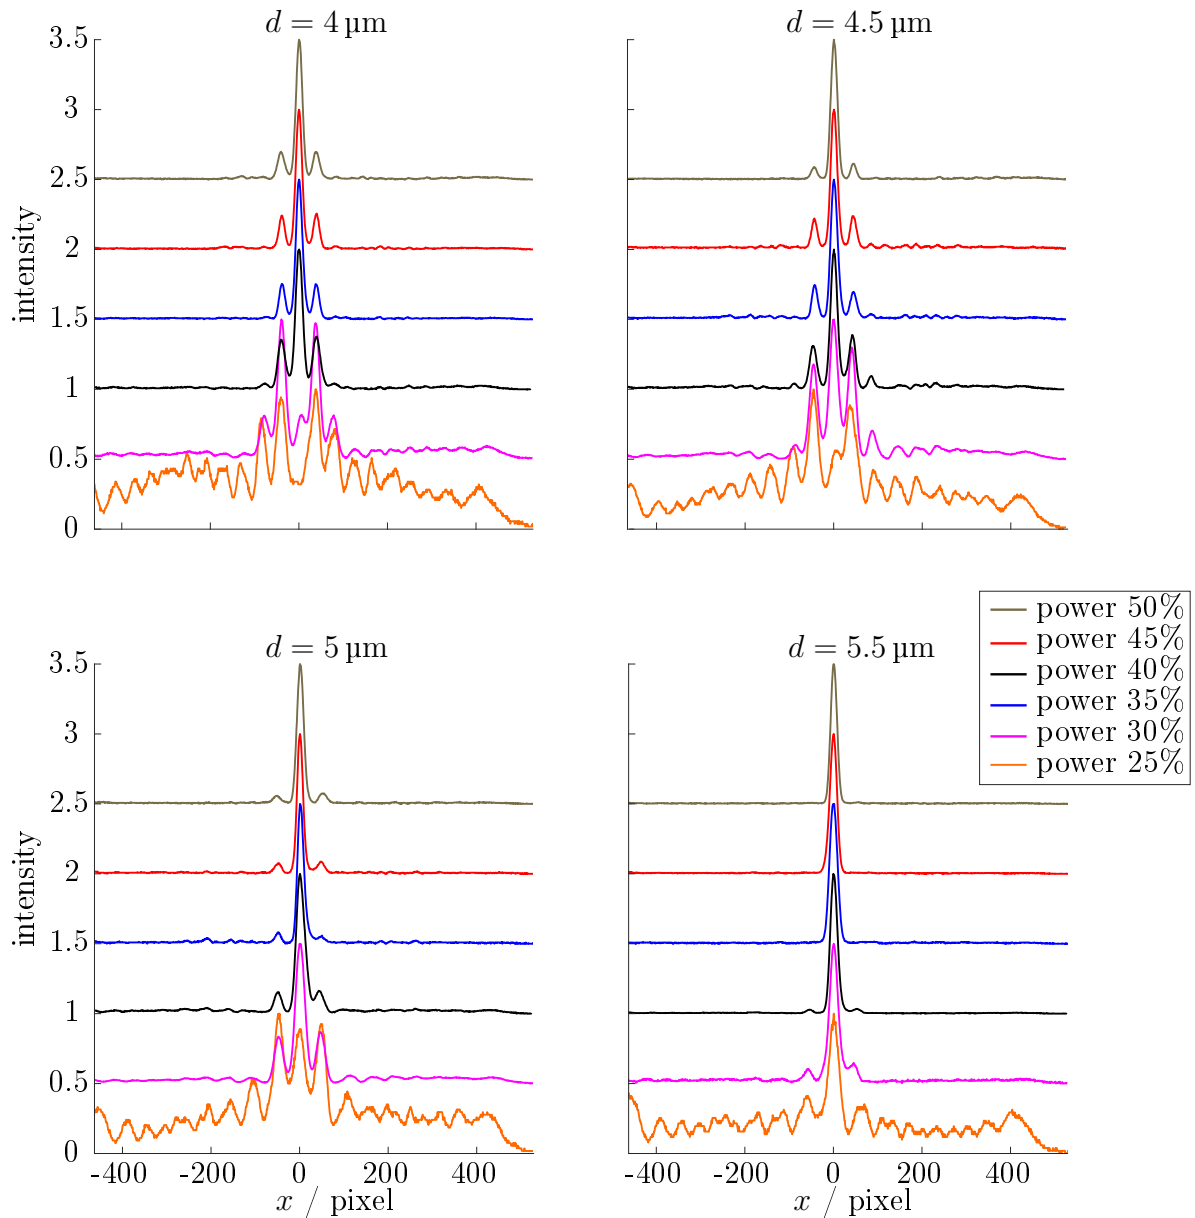 d = 4 µm
d = 4.5 µm
3.5
3
2.5
2
1.5
1
0.5
0
intensity
d = 5 µm
d = 5.5 µm
power 50%
power 45%
power 40%
power 35%
power 30%
power 25%
3.5
3
2.5
2
1.5
1
0.5
0
intensity
-400 -200 0 200 400
-400 -200 0 200 400
x / pixel
x / pixel